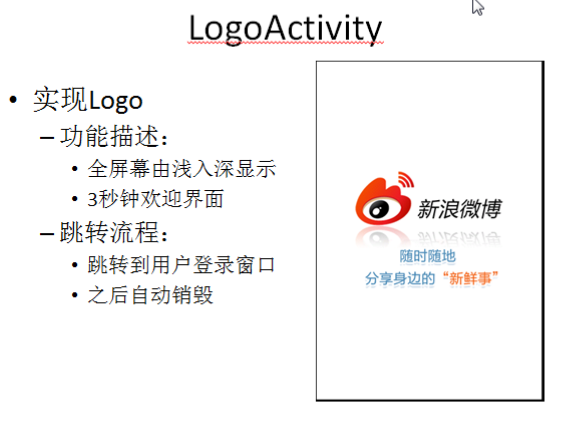 LogoActivity
• 实现Logo
– 功能描述：
• 全屏幕由浅入深显示
• 3秒钟欢迎界面
– 跳转流程：
• 跳转到用户登录窗口
• 之后自动销毁
新浪微博
随时随地
分享身边的“新鲜事”